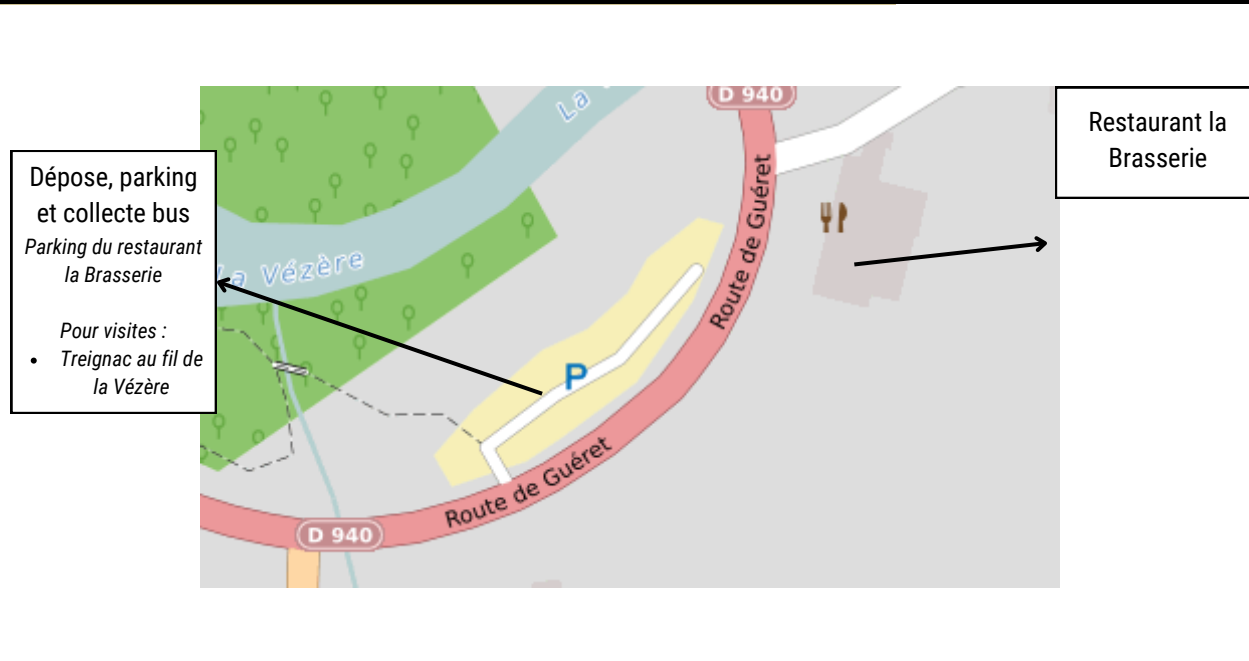 La
D 940
Restaurant la
Brasserie
Dépose, parking
et collecte bus
Parking du restaurant
la Brasserie
Pour visites :
• Treignac au fil de
la Vézère
Route de Guéret
La Vézère
P
Route de Guéret
D 940